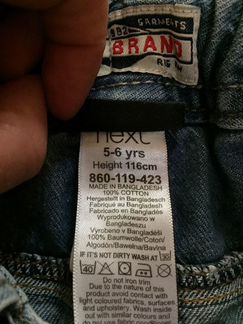 GARMENTS
BRAND
next
5-6 yrs
Height 116cm
860-119-423
MADE IN BANGLADESH
100% COTTON
Hergestellt in Bangladesch
Fabriqué au Bangladesh
Fabricado en Bangladés
Wyprodukowano w
Bangladeszu
Vyrobeno v Bangladéši
100% Baumwolle/Coton/
Algodón/Bawełna/Bavlna
IF IT'S NOT DIRTY WASH AT 30
40
Do not iron trim
Due to the nature of this
product avoid contact with
light coloured fabrics, surfaces
and upholstery. Wash inside
out with similar colours and